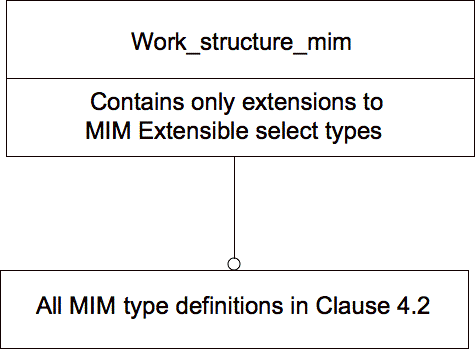 Work_structure_mim
Contains only extensions to
MIM Extensible select types
All MIM type definitions in Clause 4.2